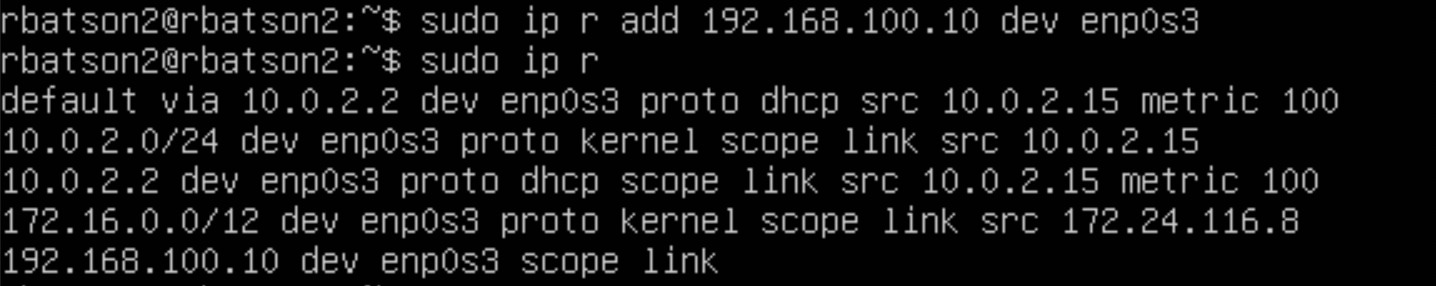 rbatson2@rbatson2:~$ sudo ip r add 192.168.100.10 dev enp0s3
rbatson2@rbatson2:~$ sudo ip r
default via 10.0.2.2 dev enp0s3 proto dhcp src 10.0.2.15 metric 100
10.0.2.0/24 dev enp0s3 proto kernel scope link src 10.0.2.15
10.0.2.2 dev enp0s3 proto dhcp scope link src 10.0.2.15 metric 100
172.16.0.0/12 dev enp0s3 proto kernel scope link src 172.24.116.8
192.168.100.10 dev enp0s3 scope link